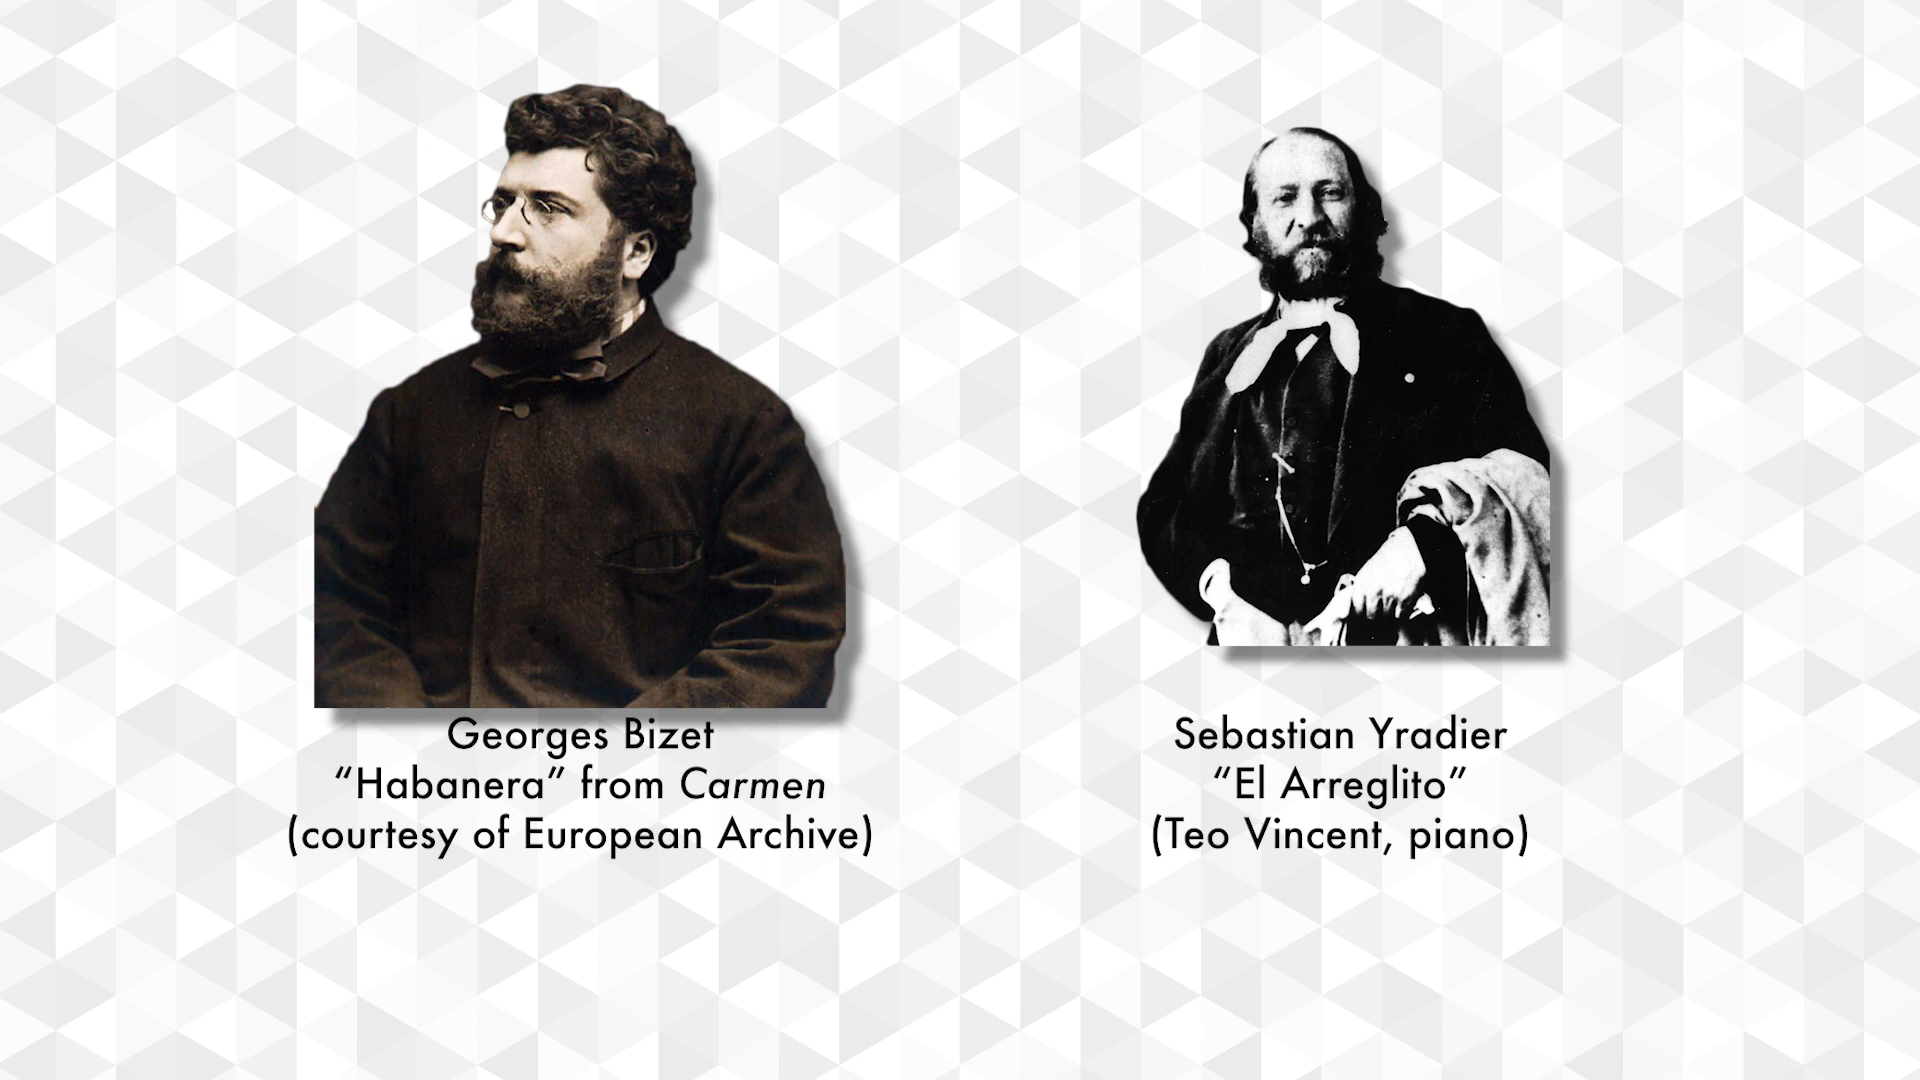 Georges Bizet
“Habanera” from Carmen
(courtesy of European Archive)
Sebastian Yradier
“El Arreglito”
(Teo Vincent, piano)